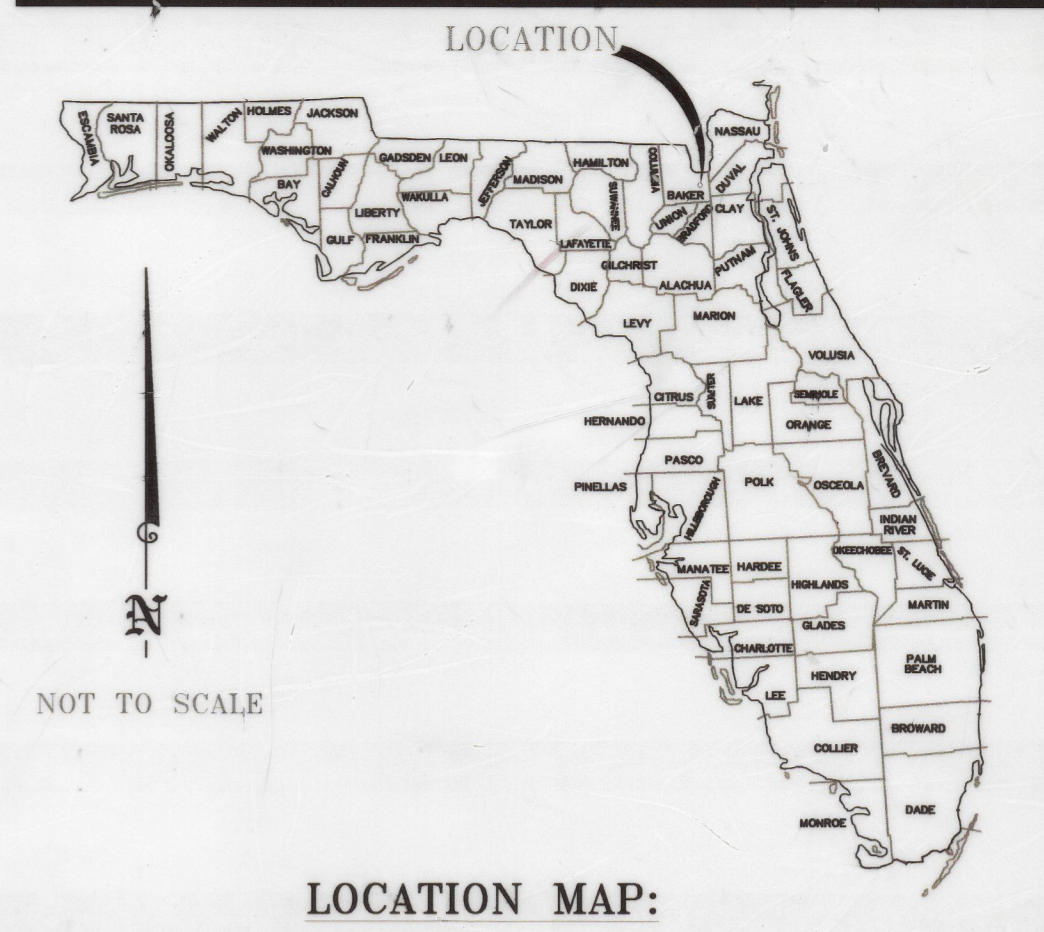 LOCATION
ESCAMBIA
SANTA
ROSA
OKALOOSA
WALTON
HOLMES
JACKSON
WASHINGTON
BAY
CALHOUN
GADSDEN
LEON
LIBERTY
WAKULLA
GULF
FRANKLIN
JEFFERSON
MADISON
TAYLOR
HAMILTON
SUWANNEE
LAFAYETTE
COLUMBIA
BAKER
NASSAU
DUVAL
UNION
BRADFORD
CLAY
ST. JOHNS
GILCHRIST
DIXIE
ALACHUA
PUTNAM
FLAGLER
LEVY
MARION
VOLUSIA
CITRUS
SUMTER
LAKE
SEMINOLE
HERNANDO
ORANGE
PASCO
PINELLAS
HILLSBOROUGH
POLK
OSCEOLA
BREVARD
INDIAN
RIVER
MANATEE
HARDEE
HIGHLANDS
OKEECHOBEE
ST. LUCIE
SARASOTA
DE SOTO
MARTIN
GLADES
CHARLOTTE
LEE
HENDRY
PALM
BEACH
COLLIER
BROWARD
MONROE
DADE
N
NOT TO SCALE
LOCATION MAP: